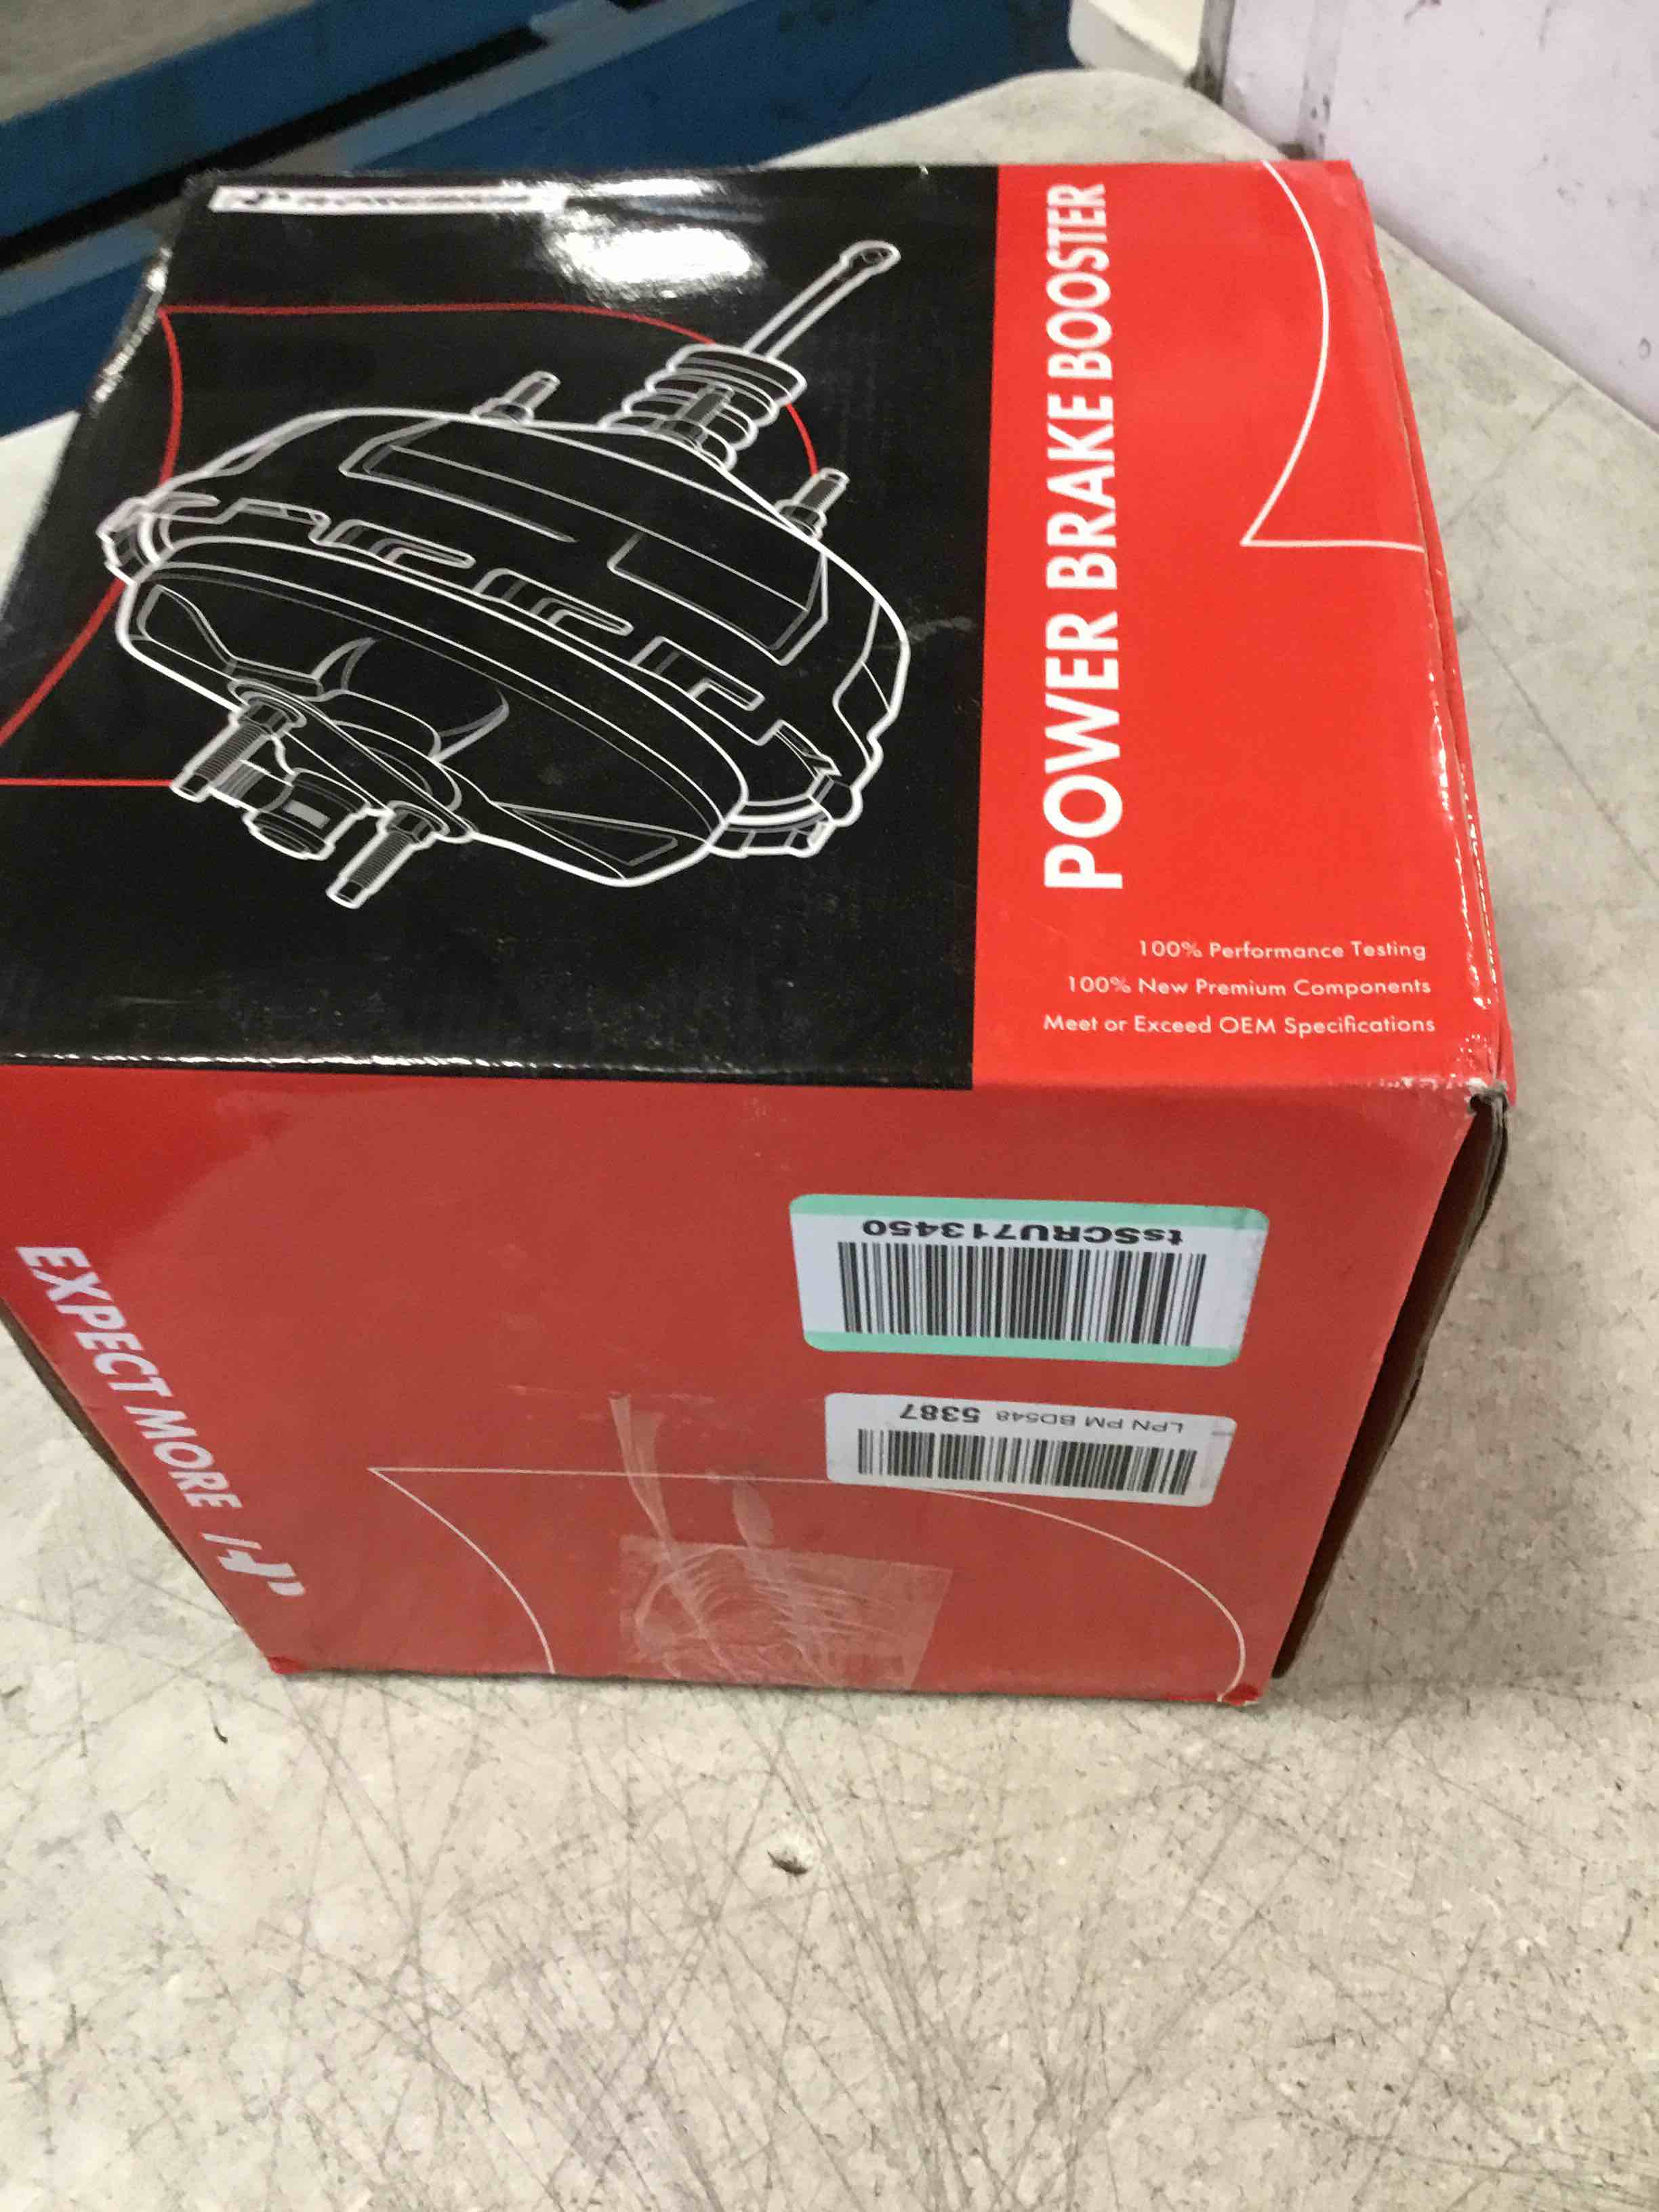 POWER BRAKE BOOSTER
100% Performance Testing
100% New Premium Components
Meet or Exceed OEM Specifications
EXPECT MORE
tsSCRU713450
LPN PM BD548 5387